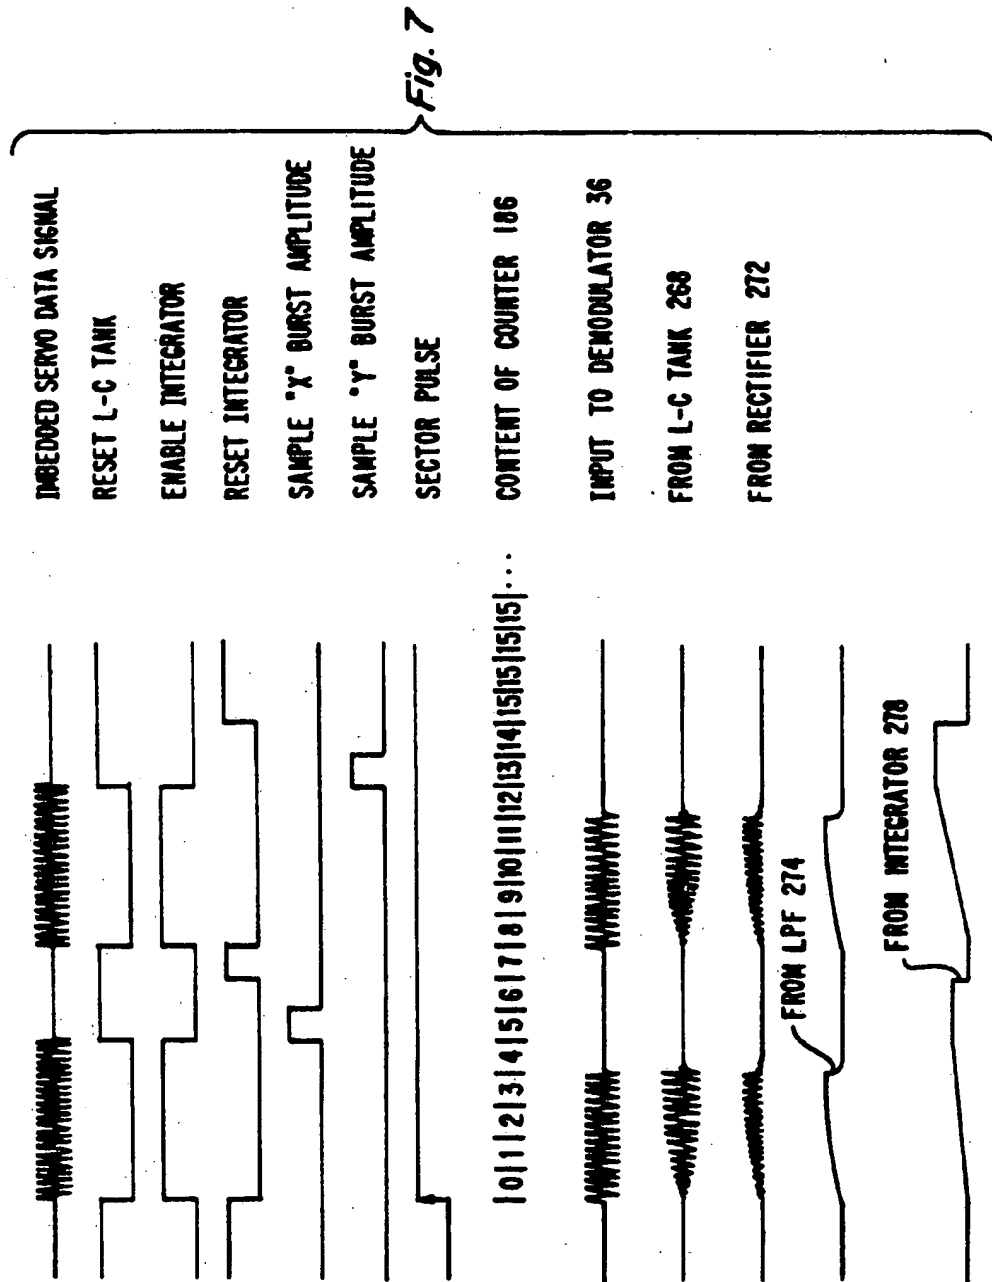 IMBEDDED SERVO DATA SIGNAL
RESET L-C TANK
ENABLE INTEGRATOR
RESET INTEGRATOR
SAMPLE "X" BURST AMPLITUDE
SAMPLE "Y" BURST AMPLITUDE
SECTOR PULSE
|0|1|2|3|4|5|6|7|8|9|10|11|12|13|14|15|15|15|15|... CONTENT OF COUNTER 186
INPUT TO DEMODULATOR 36
FROM L-C TANK 268
FROM RECTIFIER 272
FROM LPF 274
FROM INTEGRATOR 278
Fig. 7